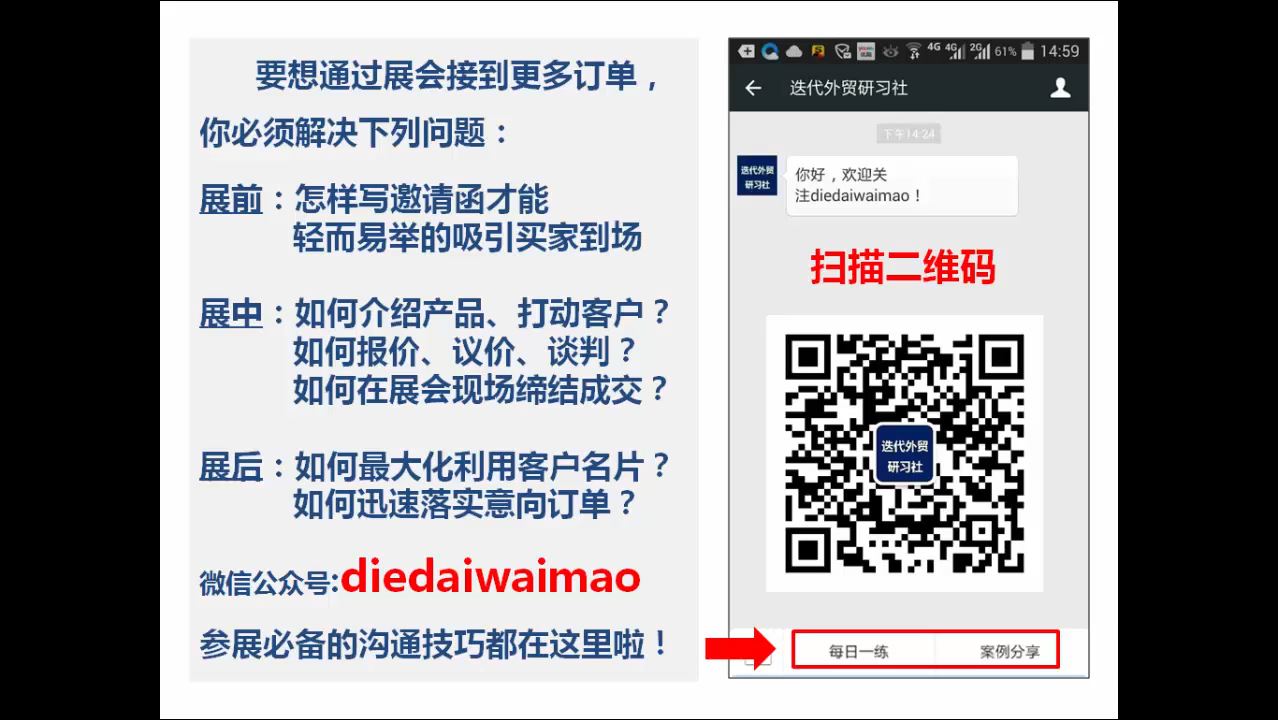 要想通过展会接到更多订单，
你必须解决下列问题：
展前：怎样写邀请函才能
轻而易举的吸引买家到场
展中：如何介绍产品、打动客户？
如何报价、议价、谈判？
如何在展会现场缔结成交？
展后：如何最大化利用客户名片？
如何迅速落实意向订单？
微信公众号:diedaiwaimao
参展必备的沟通技巧都在这里啦！
4G 4G 2G 61% 14:59
迭代外贸研习社
下午14:24
迭代外贸
研习社
你好，欢迎关
注diedaiwaimao！
扫描二维码
迭代外贸
研习社
每日一练 案例分享